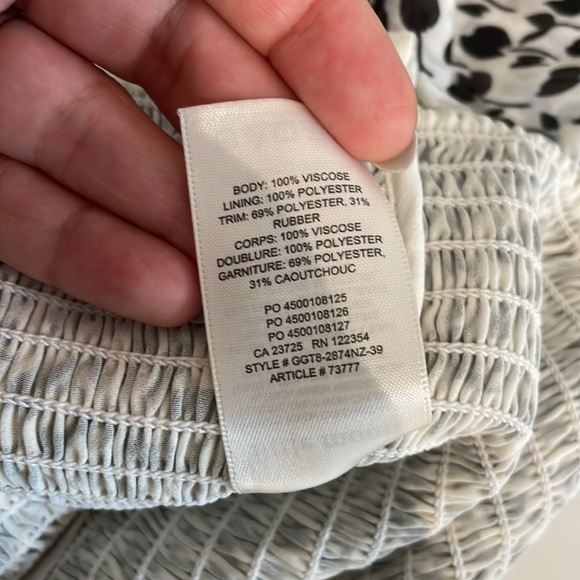 BODY: 100% VISCOSE
LINING: 100% POLYESTER
TRIM: 69% POLYESTER, 31%
RUBBER
CORPS: 100% VISCOSE
DOUBLURE: 100% POLYESTER
GARNITURE: 69% POLYESTER,
31% CAOUTCHOUC
PO 4500108125
PO 4500108126
PO 4500108127
CA 23725 RN 122354
STYLE # GGT8-2874NZ-39
ARTICLE # 73777